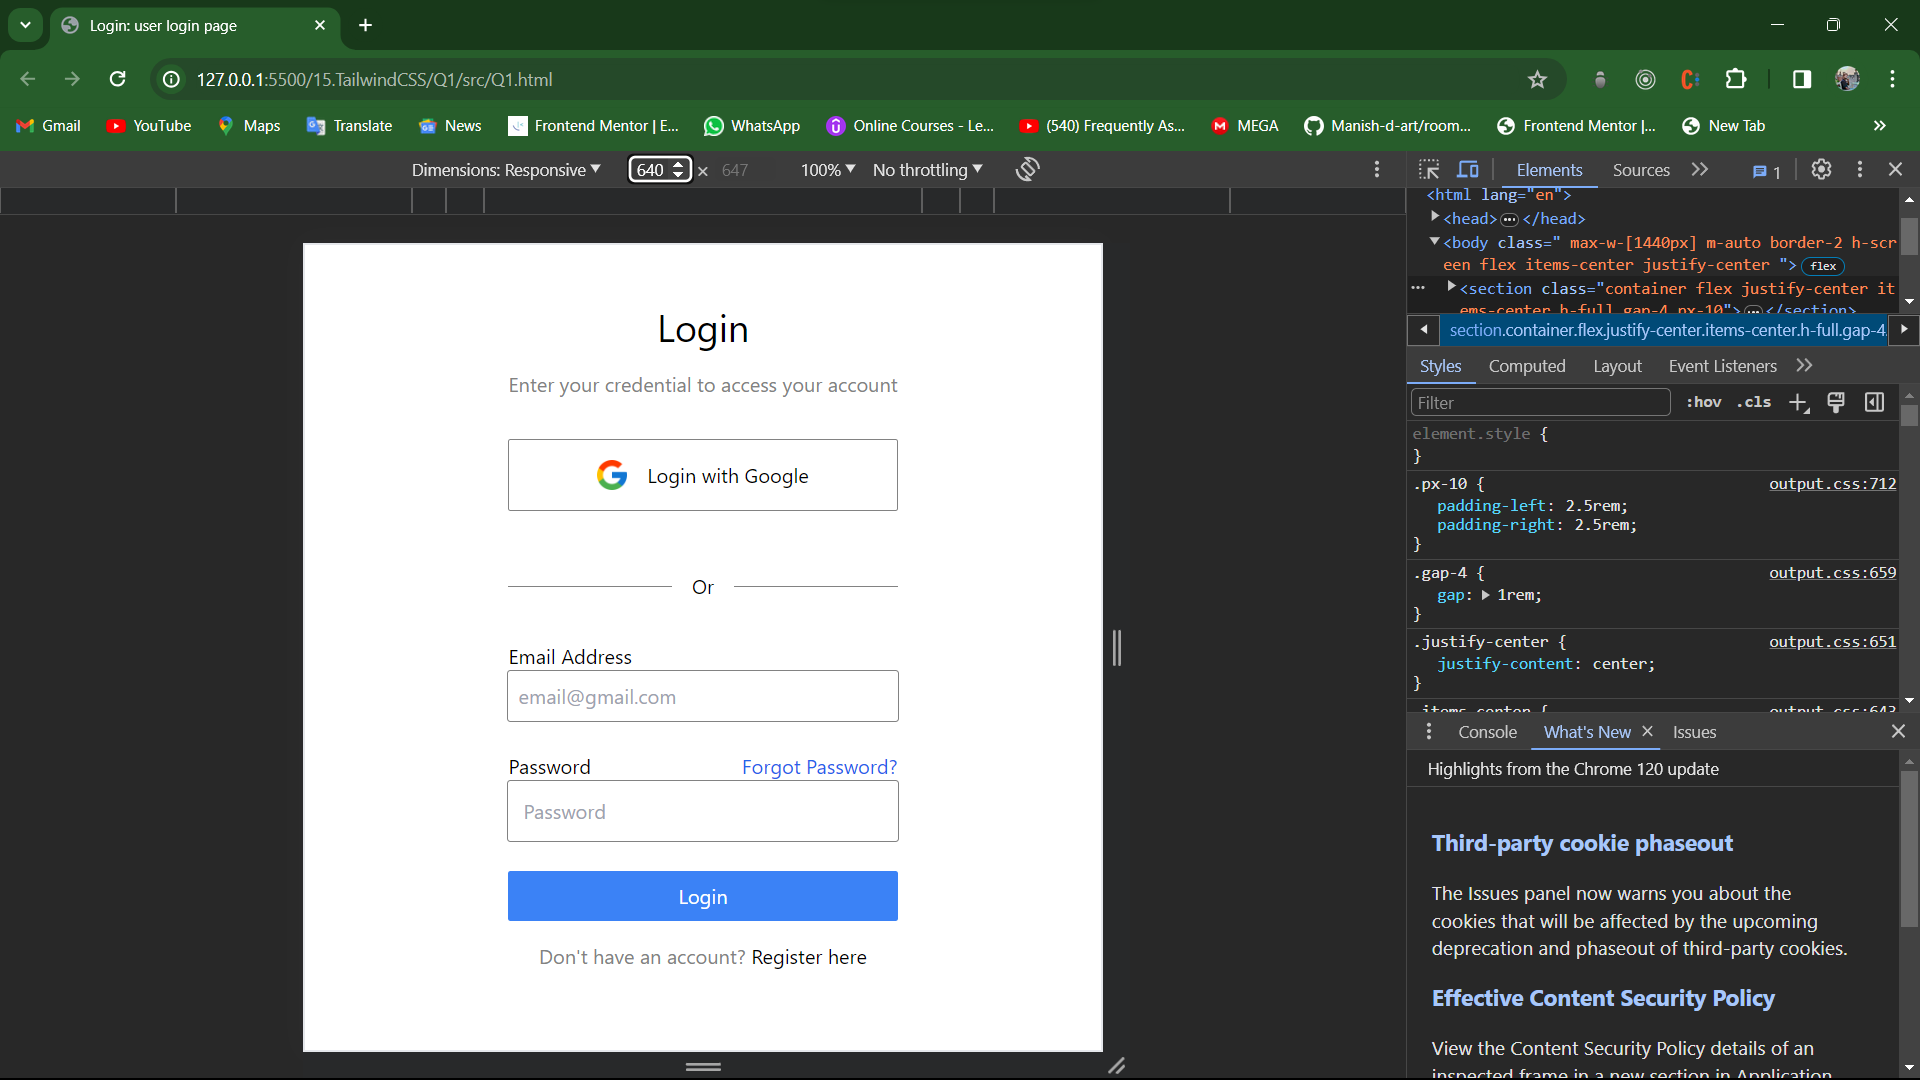 Login: user login page
127.0.0.1:5500/15.TailwindCSS/Q1/src/Q1.html
Gmail YouTube Maps Translate News Frontend Mentor | E... WhatsApp Online Courses - Le... (540) Frequently As... MEGA Manish-d-art/room... Frontend Mentor |... New Tab
Dimensions: Responsive 640 × 647 100% No throttling
Login
Enter your credential to access your account
Login with Google
Or
Email Address
email@gmail.com
Password Forgot Password?
Password
Login
Don't have an account? Register here
Elements Sources 1
<html lang="en">
<head> </head>
<body class=" max-w-[1440px] m-auto border-2 h-scr
een flex items-center justify-center "> flex
<section class="container flex justify-center it
ems-center h-full gap-4 px-10"> </section>
section.container.flex.justify-center.items-center.h-full.gap-4
Styles Computed Layout Event Listeners
Filter :hov .cls
element.style {
}
.px-10 { output.css:712
padding-left: 2.5rem;
padding-right: 2.5rem;
}
.gap-4 { output.css:659
gap: 1rem;
}
.justify-center { output.css:651
justify-content: center;
}
.items-center { output.css:643
Console What's New Issues
Highlights from the Chrome 120 update
Third-party cookie phaseout
The Issues panel now warns you about the
cookies that will be affected by the upcoming
deprecation and phaseout of third-party cookies.
Effective Content Security Policy
View the Content Security Policy details of an
inspected frame in a new section in Application